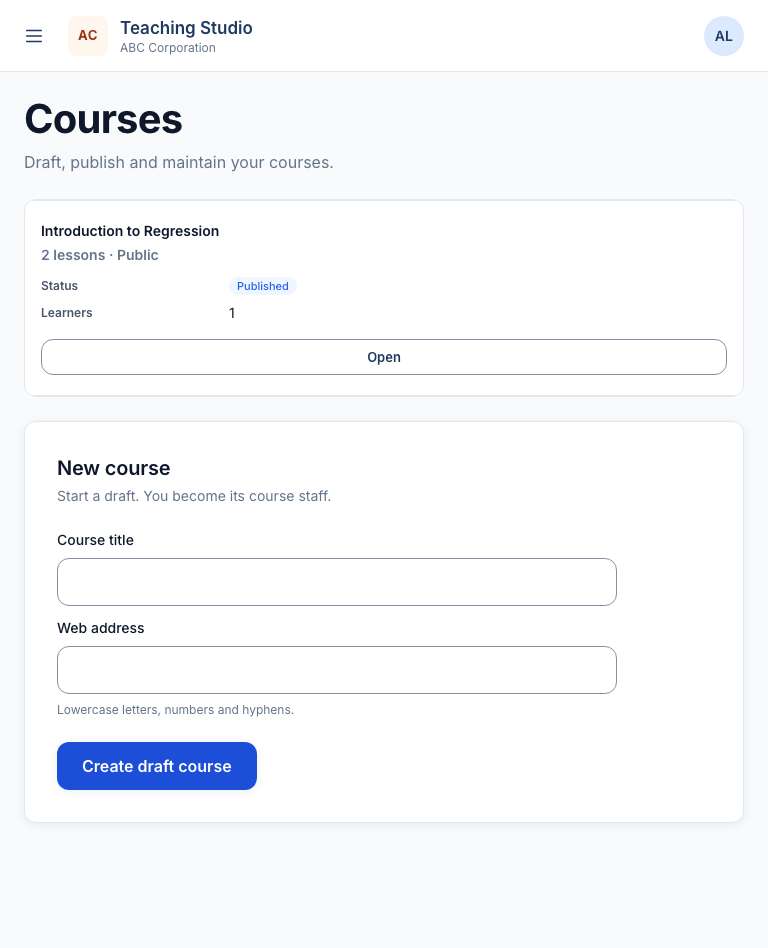 AC
Teaching Studio
ABC Corporation
AL
Courses
Draft, publish and maintain your courses.
Introduction to Regression
2 lessons · Public
Status
Published
Learners
1
Open
New course
Start a draft. You become its course staff.
Course title
Web address
Lowercase letters, numbers and hyphens.
Create draft course